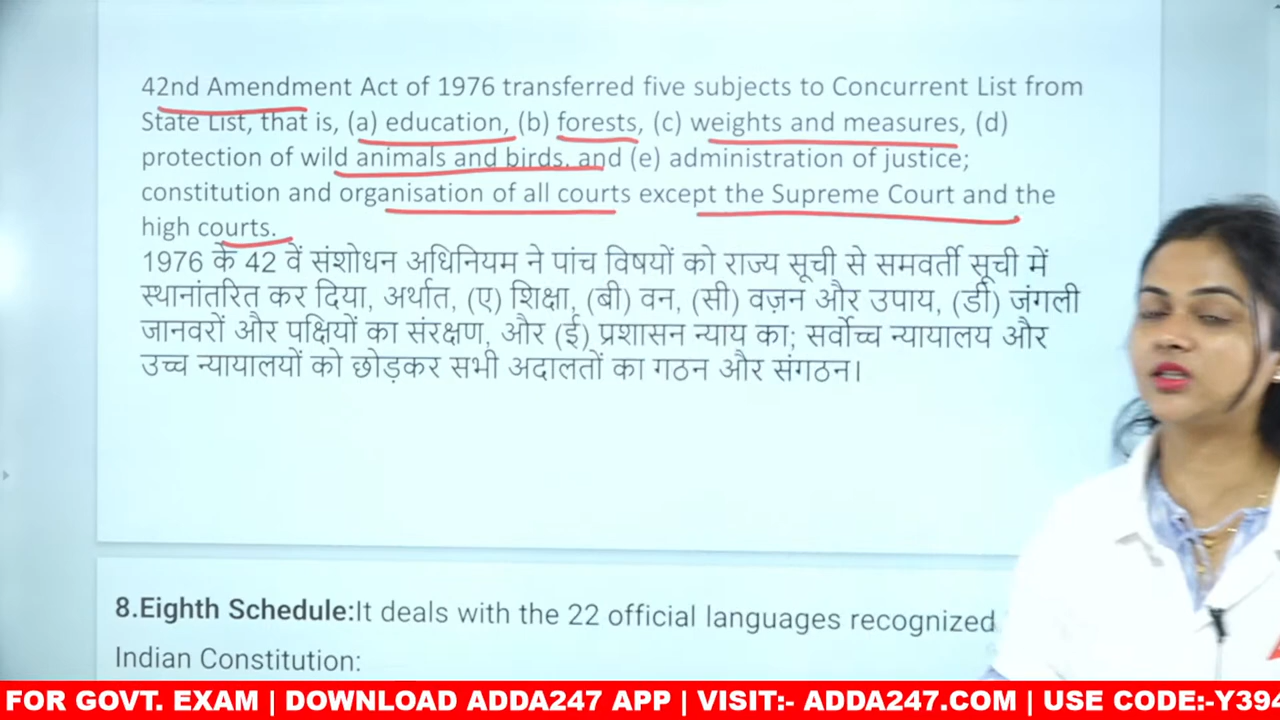 42nd Amendment Act of 1976 transferred five subjects to Concurrent List from
State List, that is, (a) education, (b) forests, (c) weights and measures, (d)
protection of wild animals and birds, and (e) administration of justice;
constitution and organisation of all courts except the Supreme Court and the
high courts.
1976 के 42 वें संशोधन अधिनियम ने पांच विषयों को राज्य सूची से समवर्ती सूची में
स्थानांतरित कर दिया, अर्थात, (ए) शिक्षा, (बी) वन, (सी) वज़न और उपाय, (डी) जंगली
जानवरों और पक्षियों का संरक्षण, और (ई) प्रशासन न्याय का; सर्वोच्च न्यायालय और
उच्च न्यायालयों को छोड़कर सभी अदालतों का गठन और संगठन।
8.Eighth Schedule:It deals with the 22 official languages recognized
Indian Constitution:
FOR GOVT. EXAM | DOWNLOAD ADDA247 APP | VISIT:- ADDA247.COM | USE CODE:-Y394